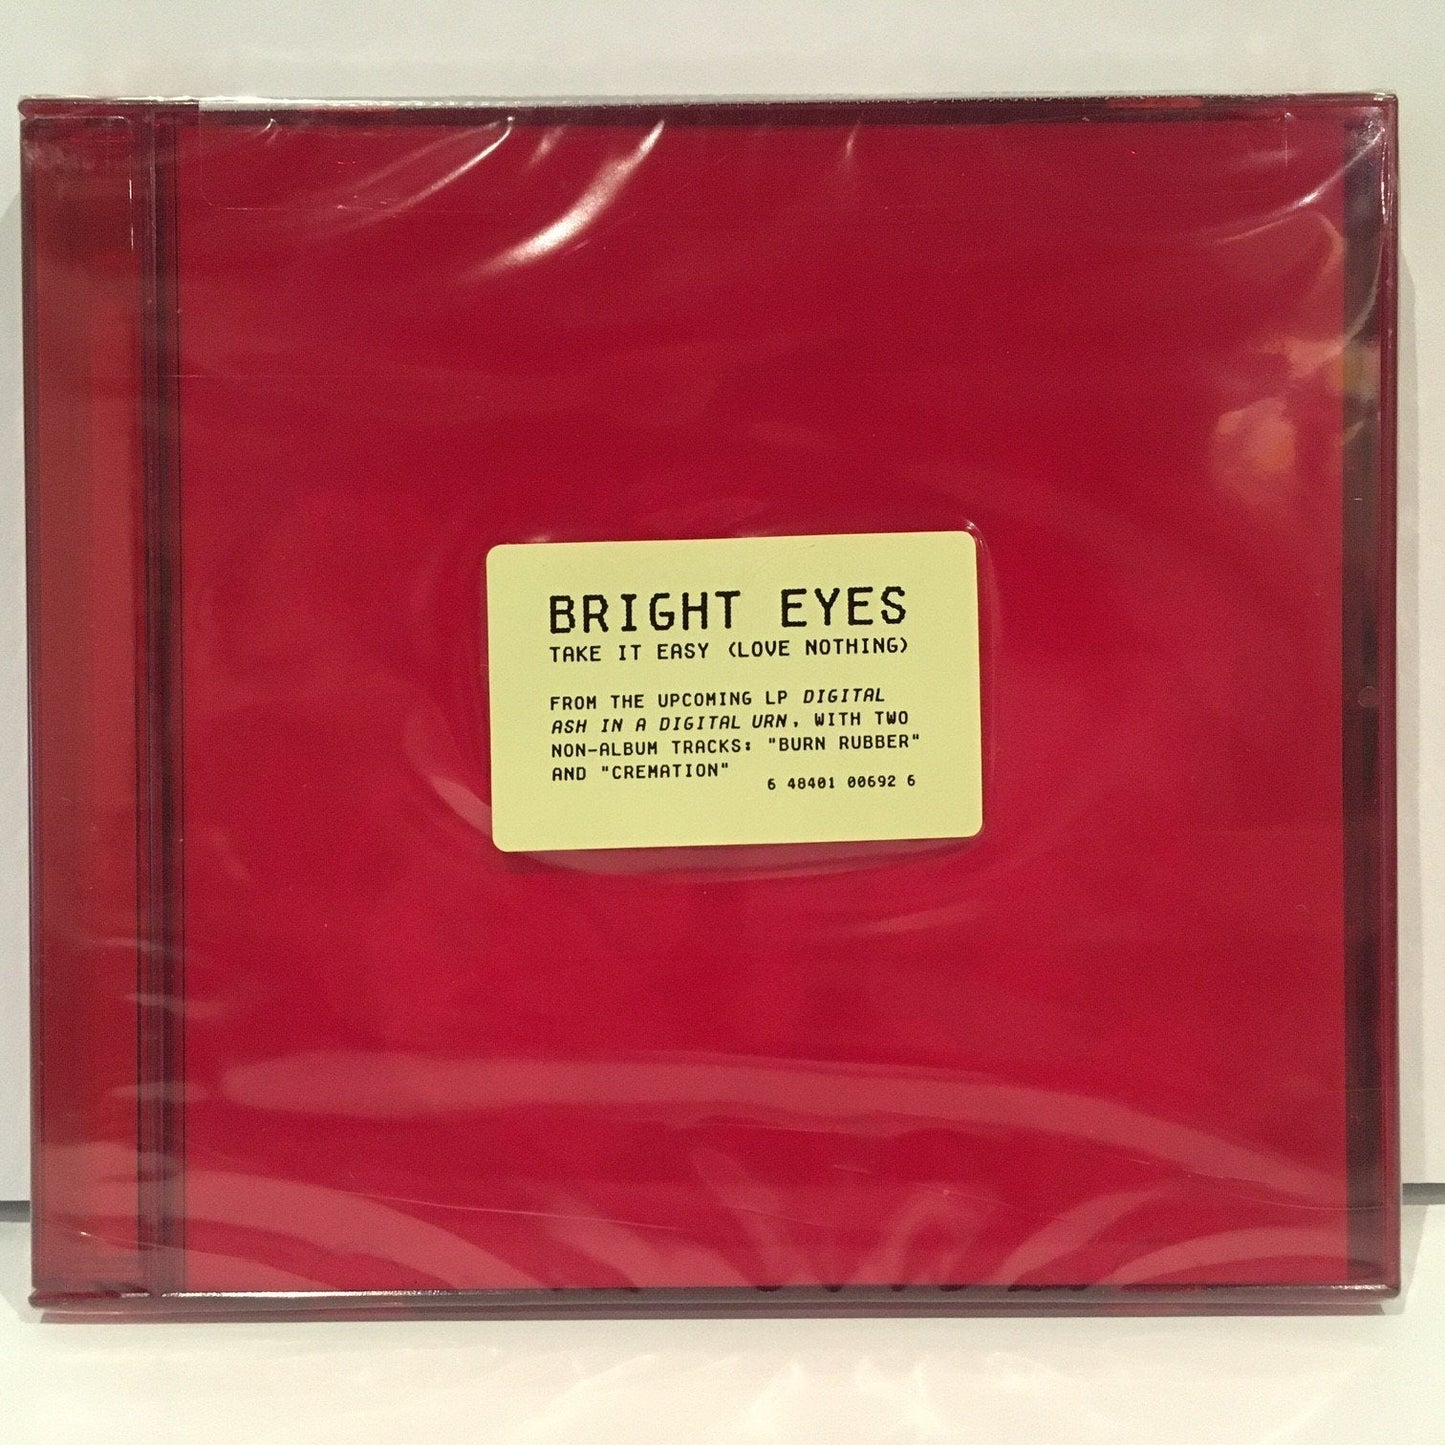 BRIGHT EYES
TAKE IT EASY (LOVE NOTHING)
FROM THE UPCOMING LP DIGITAL
ASH IN A DIGITAL URN, WITH TWO
NON-ALBUM TRACKS: "BURN RUBBER"
AND "CREMATION"
6 48401 00692 6